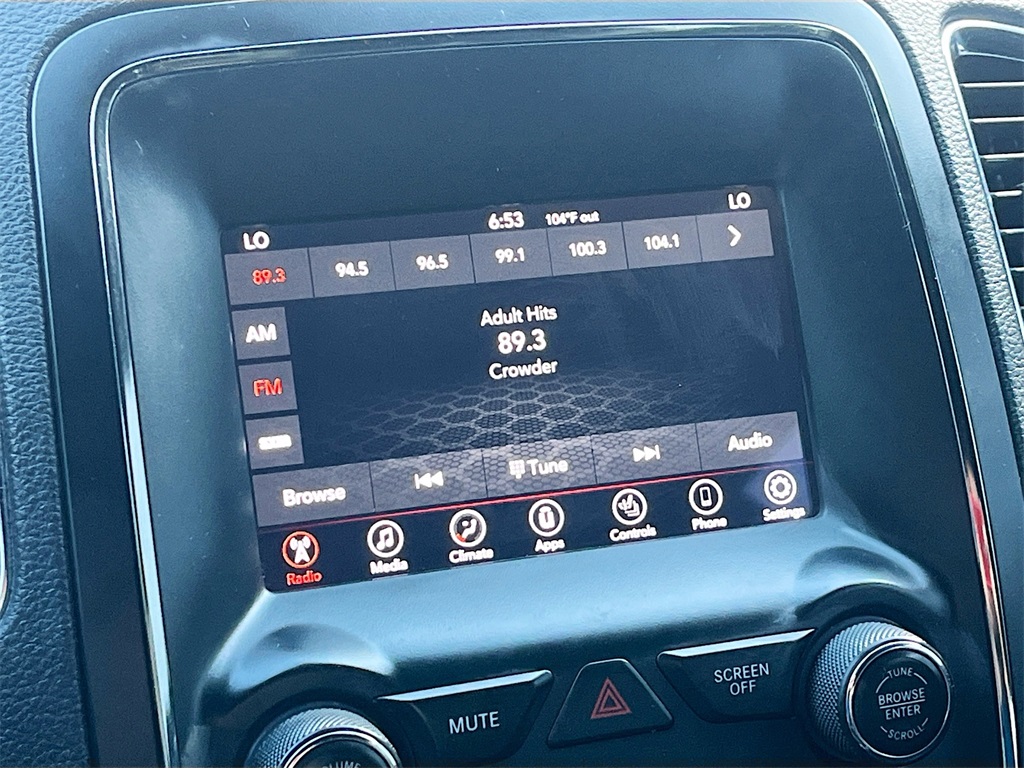 LO 6:53 104°F out LO
89.3 94.5 96.5 99.1 100.3 104.1
AM
FM
Adult Hits
89.3
Crowder
Browse Tune Audio
Radio Media Climate Apps Controls Phone Settings
MUTE
SCREEN OFF
TUNE
BROWSE
ENTER
SCROLL
VOLUME